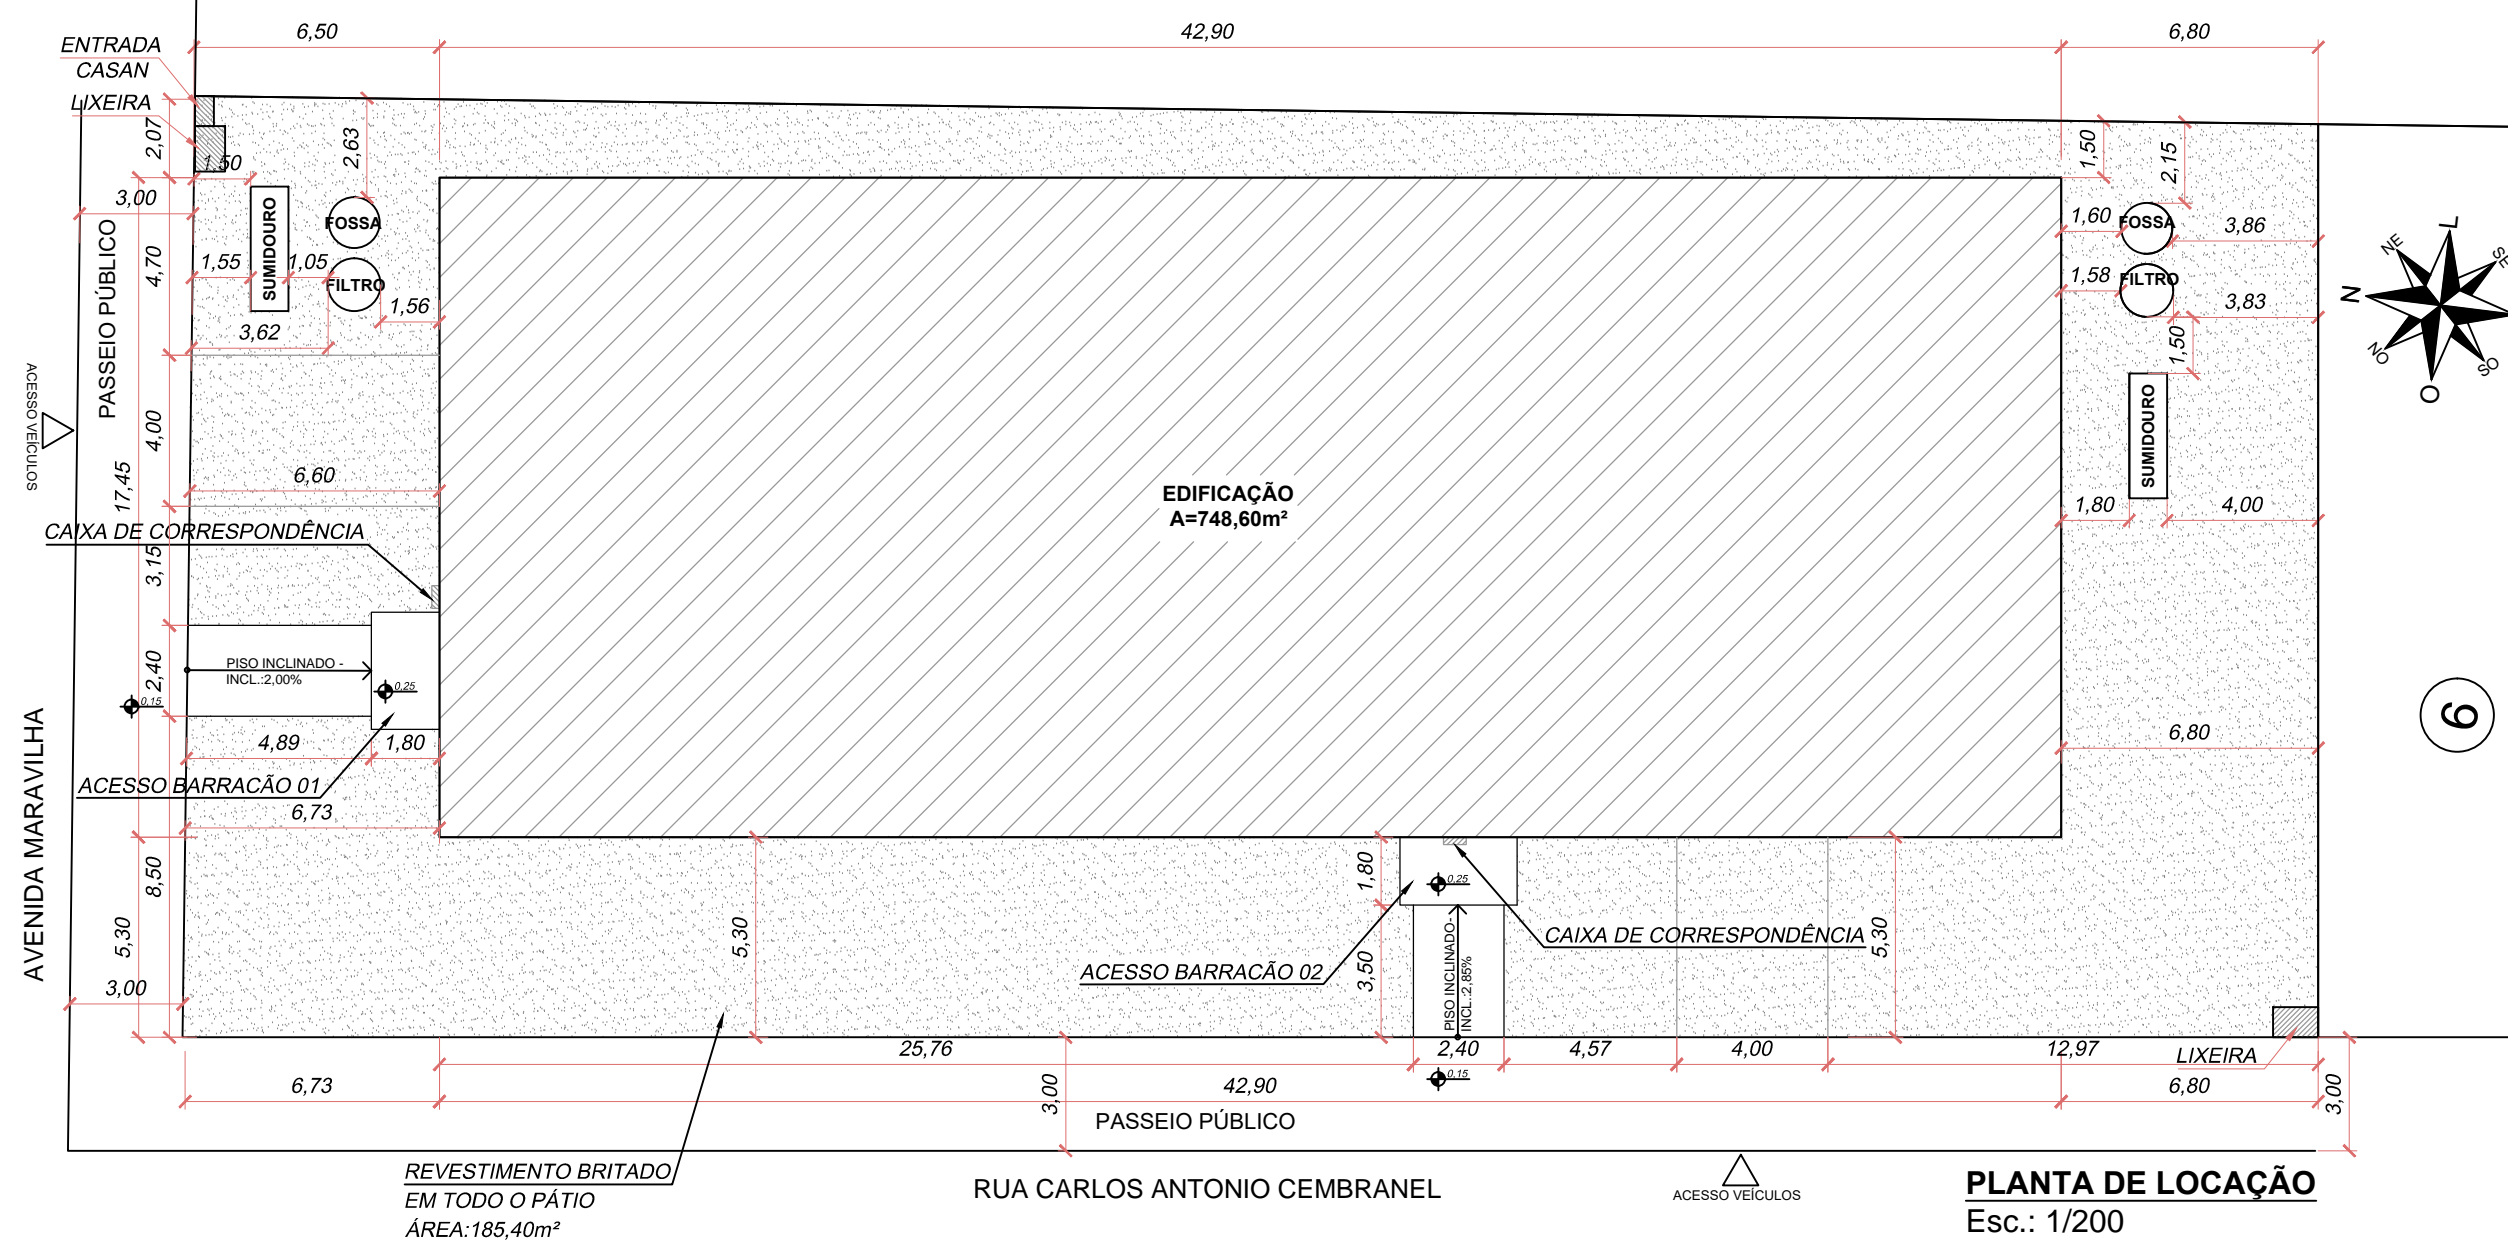 6,50
42,90
6,80
ENTRADA
CASAN
LIXEIRA
2,07
1,50
2,63
3,00
PASSEIO PÚBLICO
SUMIDOURO
FOSSA
FILTRO
4,70
1,55
1,05
1,56
3,62
1,50
2,15
1,60
FOSSA
3,86
1,58
FILTRO
3,83
1,50
SUMIDOURO
1,80
4,00
L
NE
SE
N
NO
SO
O
ACESSO VEÍCULOS
4,00
17,45
6,60
CAIXA DE CORRESPONDÊNCIA
3,15
EDIFICAÇÃO
A=748,60m²
PISO INCLINADO -
INCL.:2,00%
2,40
0,15
0,25
4,89
1,80
ACESSO BARRACÃO 01
6,73
AVENIDA MARAVILHA
6,80
6
8,50
5,30
3,00
5,30
1,80
0,25
3,50
PISO INCLINADO-
INCL.:2,85%
ACESSO BARRACÃO 02
CAIXA DE CORRESPONDÊNCIA
5,30
25,76
2,40
4,57
4,00
12,97
LIXEIRA
6,73
3,00
42,90
0,15
6,80
3,00
PASSEIO PÚBLICO
REVESTIMENTO BRITADO
EM TODO O PÁTIO
ÁREA:185,40m²
RUA CARLOS ANTONIO CEMBRANEL
ACESSO VEÍCULOS
PLANTA DE LOCAÇÃO
Esc.: 1/200